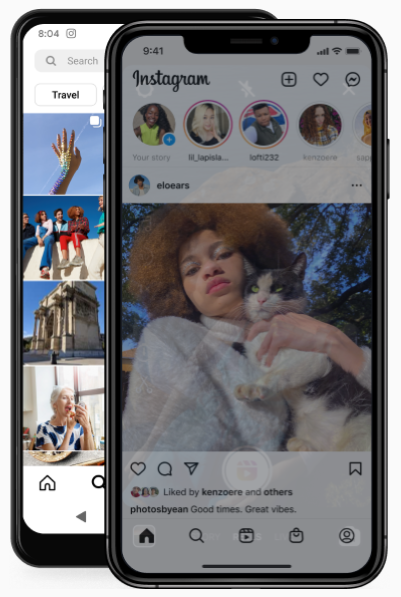 8:04
Search
Travel
9:41
Instagram
Your story
lil_lapisla...
lofti232
kenzoere
eloears
Liked by kenzoere and others
photosbyean Good times. Great vibes.